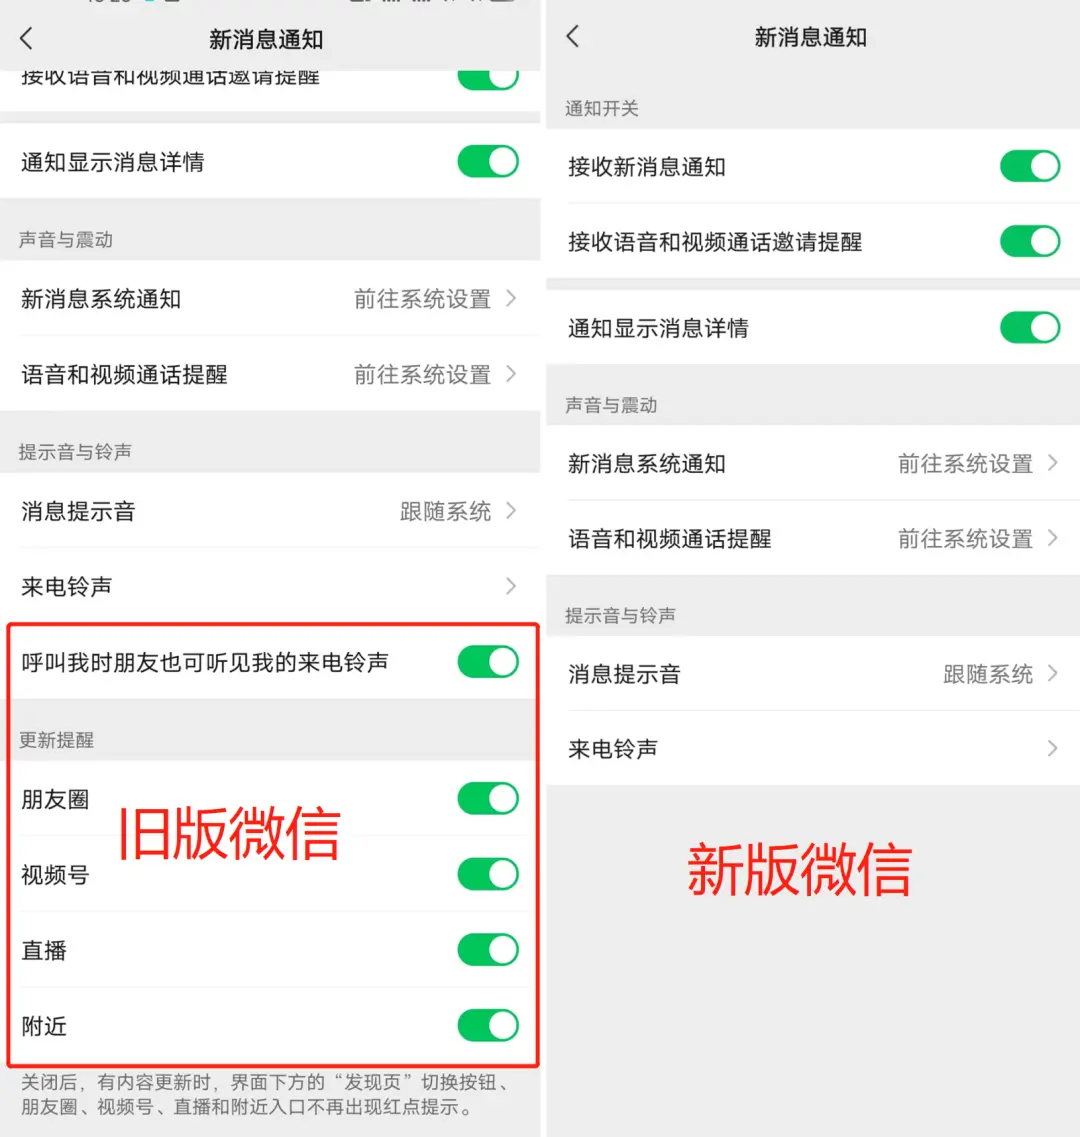 新消息通知
接收语音和视频通话邀请提醒
通知显示消息详情
声音与震动
新消息系统通知 前往系统设置
语音和视频通话提醒 前往系统设置
提示音与铃声
消息提示音 跟随系统
来电铃声
呼叫我时朋友也可听见我的来电铃声
更新提醒
朋友圈
旧版微信
视频号
直播
附近
关闭后，有内容更新时，界面下方的“发现页”切换按钮、
朋友圈、视频号、直播和附近入口不再出现红点提示。
新消息通知
通知开关
接收新消息通知
接收语音和视频通话邀请提醒
通知显示消息详情
声音与震动
新消息系统通知 前往系统设置
语音和视频通话提醒 前往系统设置
提示音与铃声
消息提示音 跟随系统
来电铃声
新版微信